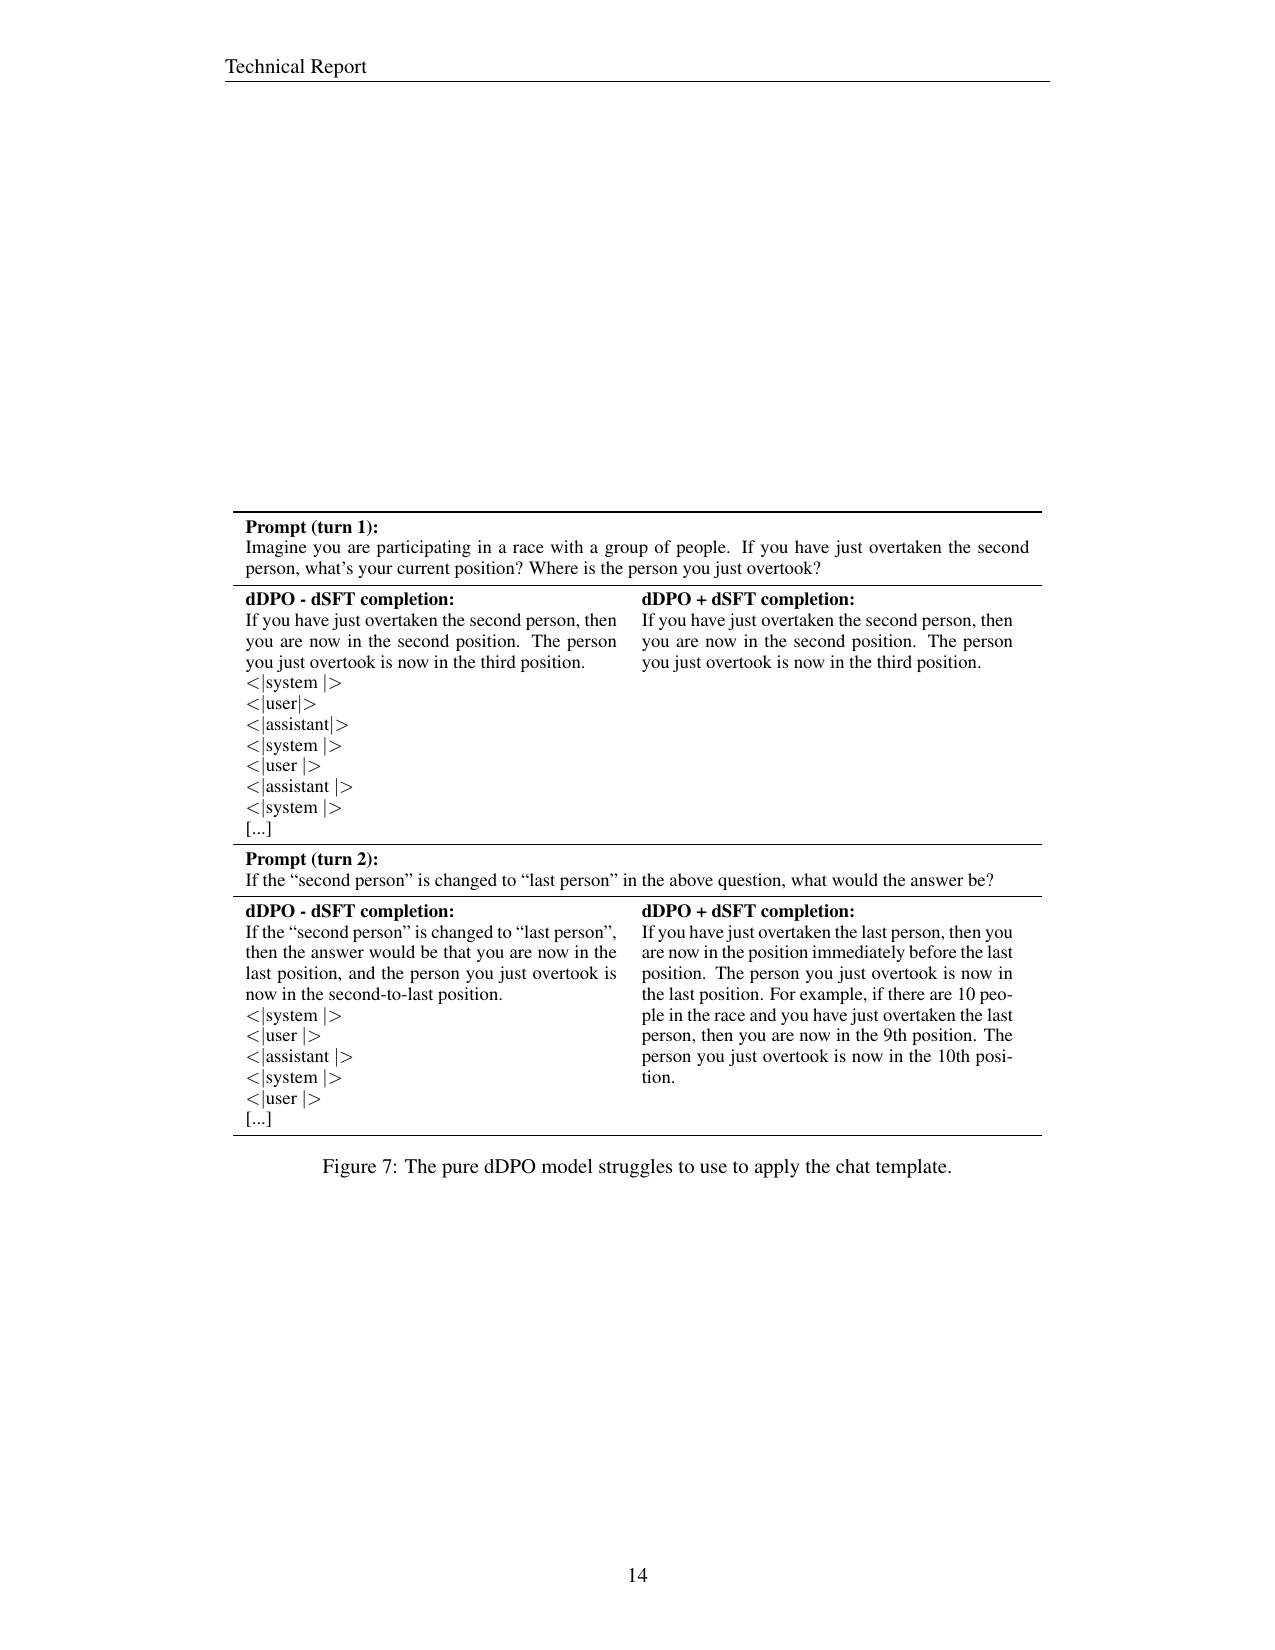 Technical Report
Prompt (turn 1):
Imagine you are participating in a race with a group of people. If you have just overtaken the second
person, what's your current position? Where is the person you just overtook?
dDPO - dSFT completion:
If you have just overtaken the second person, then
you are now in the second position. The person
you just overtook is now in the third position.
<|system |>
<|user|>
<|assistant|>
<|system |>
<|user |>
<|assistant |>
<|system |>
[...]
dDPO + dSFT completion:
If you have just overtaken the second person, then
you are now in the second position. The person
you just overtook is now in the third position.
Prompt (turn 2):
If the “second person” is changed to “last person” in the above question, what would the answer be?
dDPO - dSFT completion:
If the “second person” is changed to “last person”,
then the answer would be that you are now in the
last position, and the person you just overtook is
now in the second-to-last position.
<|system |>
<|user |>
<|assistant |>
<|system |>
<|user |>
[...]
dDPO + dSFT completion:
If you have just overtaken the last person, then you
are now in the position immediately before the last
position. The person you just overtook is now in
the last position. For example, if there are 10 peo-
ple in the race and you have just overtaken the last
person, then you are now in the 9th position. The
person you just overtook is now in the 10th posi-
tion.
Figure 7: The pure dDPO model struggles to use to apply the chat template.
14